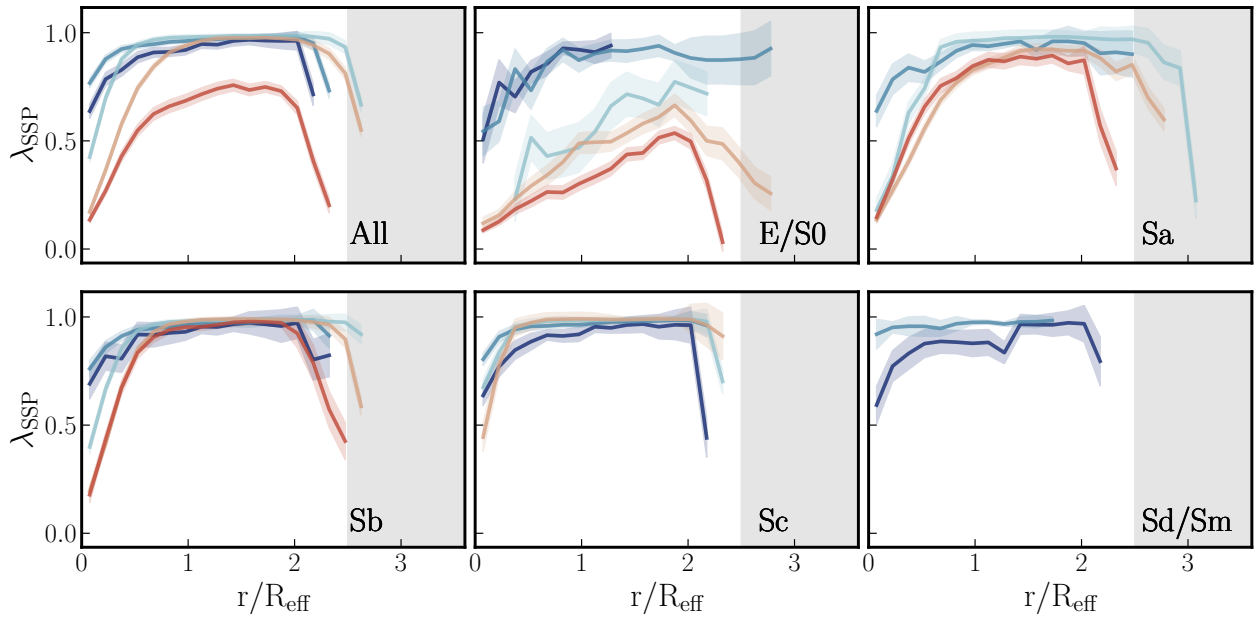 1.0
λSSP
0.5
0.0
All
E/S0
Sa
1.0
λSSP
0.5
0.0
Sb
Sc
Sd/Sm
0 1 2 3 0 1 2 3 0 1 2 3
r/Reff r/Reff r/Reff